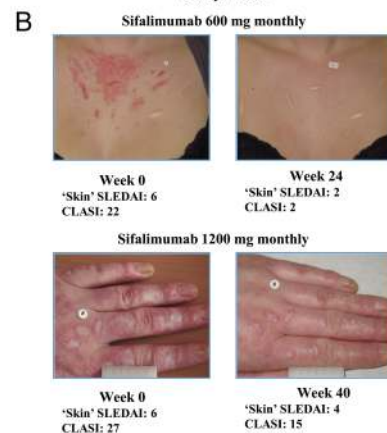 B
Sifalimumab 600 mg monthly
Week 0
'Skin' SLEDAI: 6
CLASI: 22
Week 24
'Skin' SLEDAI: 2
CLASI: 2
Sifalimumab 1200 mg monthly
Week 0
'Skin' SLEDAI: 6
CLASI: 27
Week 40
'Skin' SLEDAI: 4
CLASI: 15